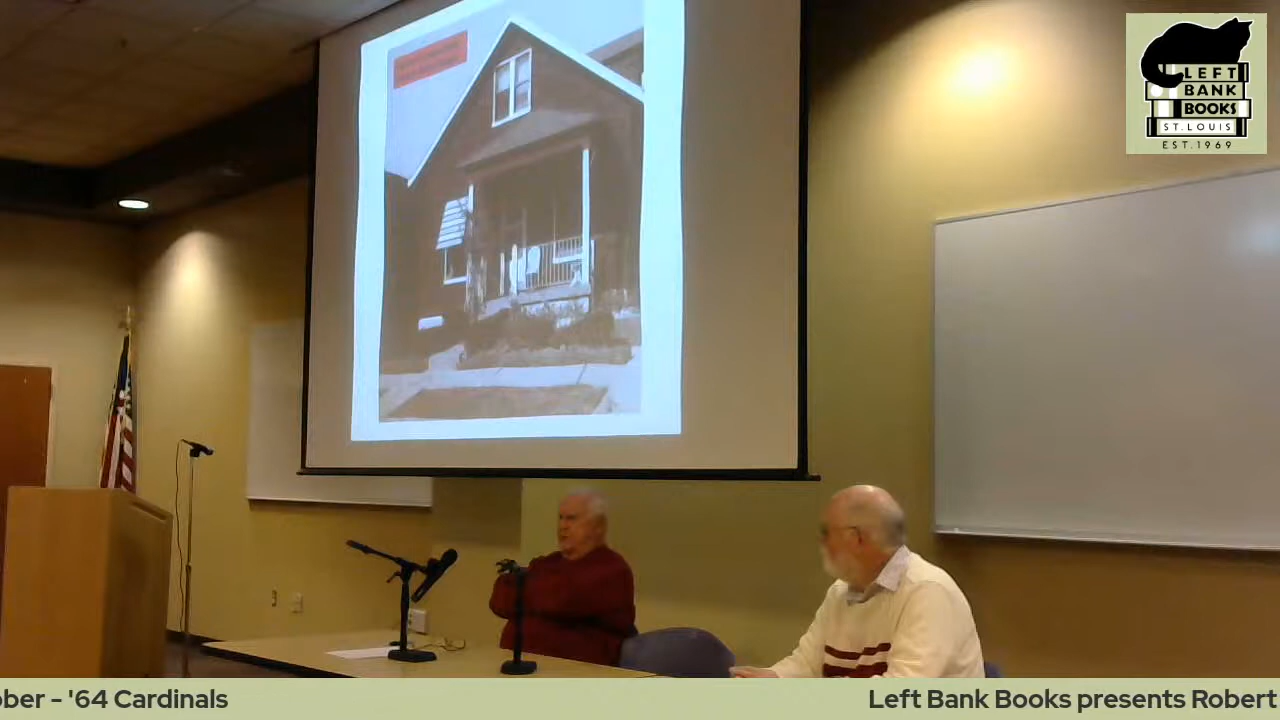 LEFT
BANK
BOOKS
ST. LOUIS
EST. 1969
ober - '64 Cardinals
Left Bank Books presents Robert